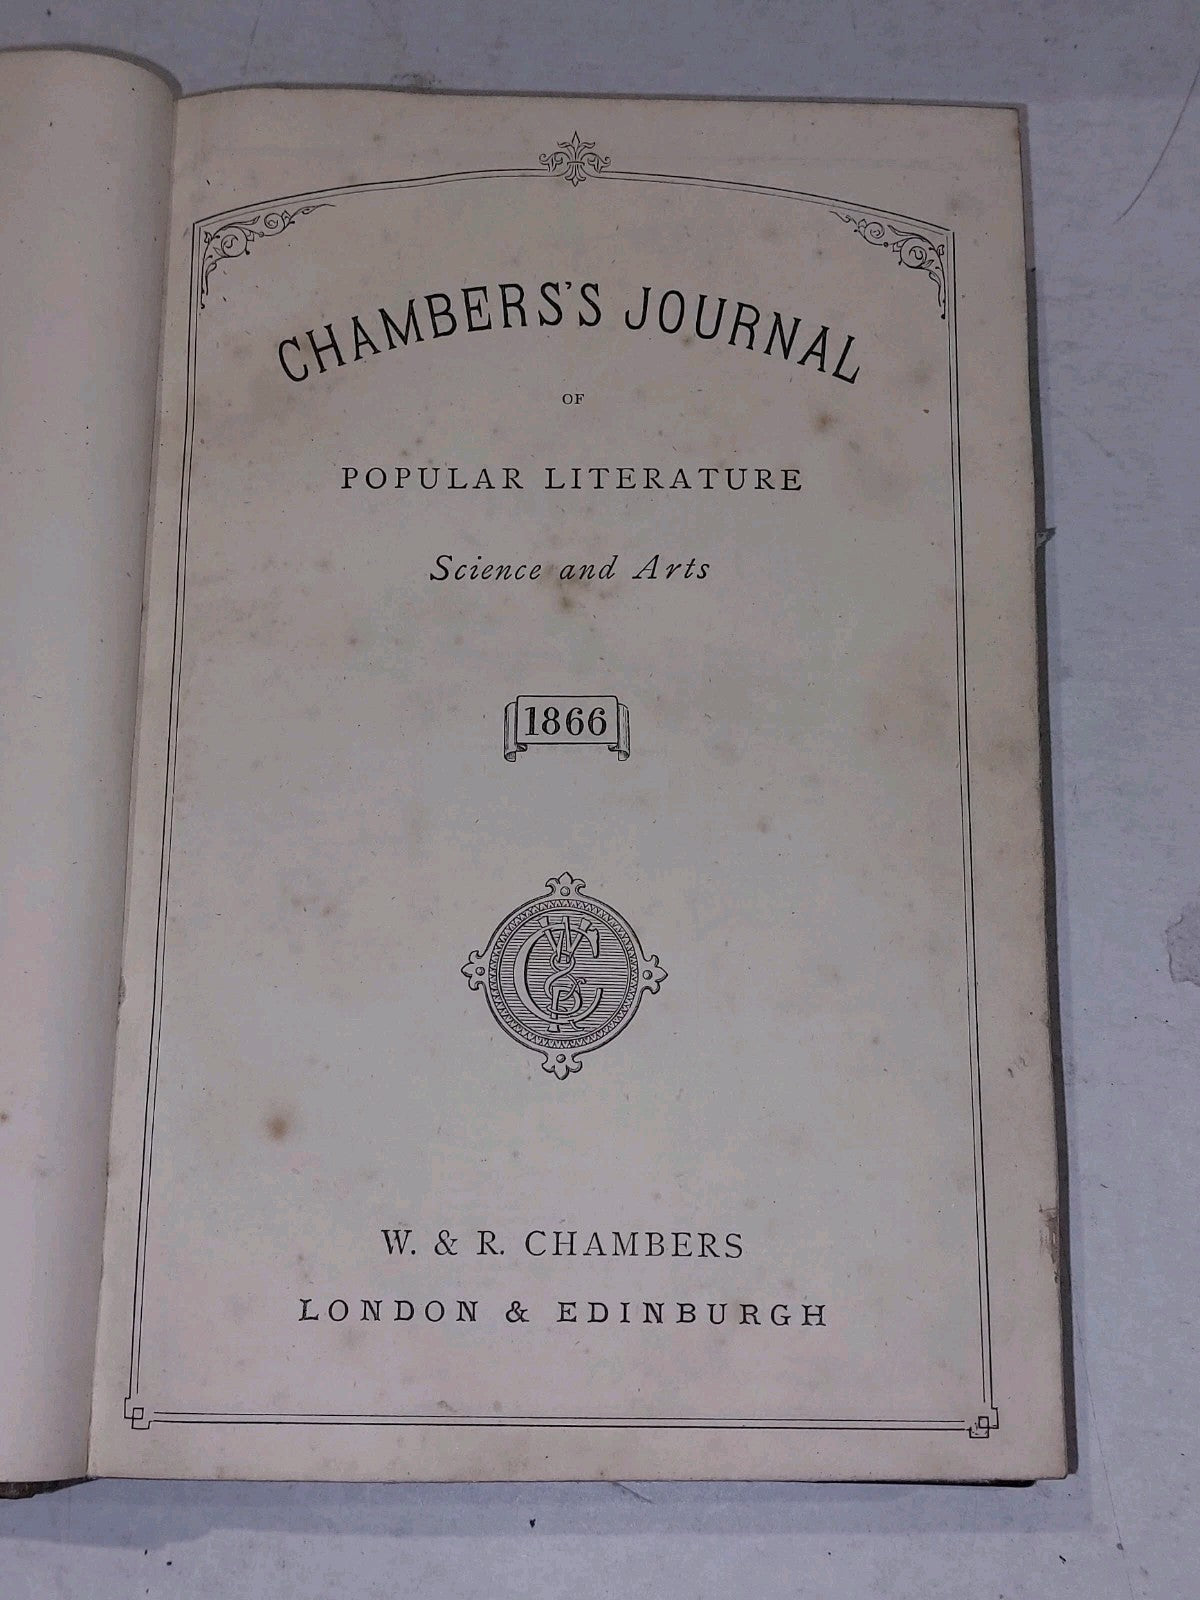 CHAMBERS'S JOURNAL
OF
POPULAR LITERATURE
Science and Arts
1866
W & R C
W. & R. CHAMBERS
LONDON & EDINBURGH